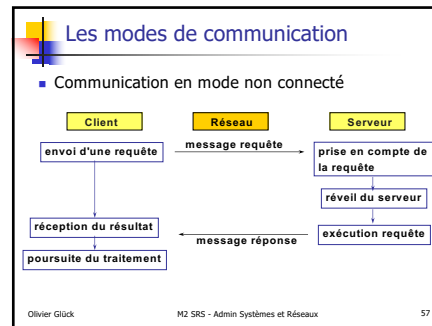 Les modes de communication
Communication en mode non connecté
Client
Réseau
Serveur
envoi d'une requête
message requête
prise en compte de
la requête
réveil du serveur
réception du résultat
message réponse
exécution requête
poursuite du traitement
Olivier Glück
M2 SRS - Admin Systèmes et Réseaux
57